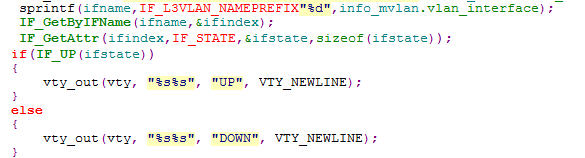 sprintf(ifname,IF_L3VLAN_NAMEPREFIX"%d",info_mvlan.vlan_interface);
IF_GetByIFName(ifname,&ifindex);
IF_GetAttr(ifindex,IF_STATE,&ifstate,sizeof(ifstate));
if(IF_UP(ifstate))
{
vty_out(vty, "%s%s", "UP", VTY_NEWLINE);
}
else
{
vty_out(vty, "%s%s", "DOWN", VTY_NEWLINE);
}